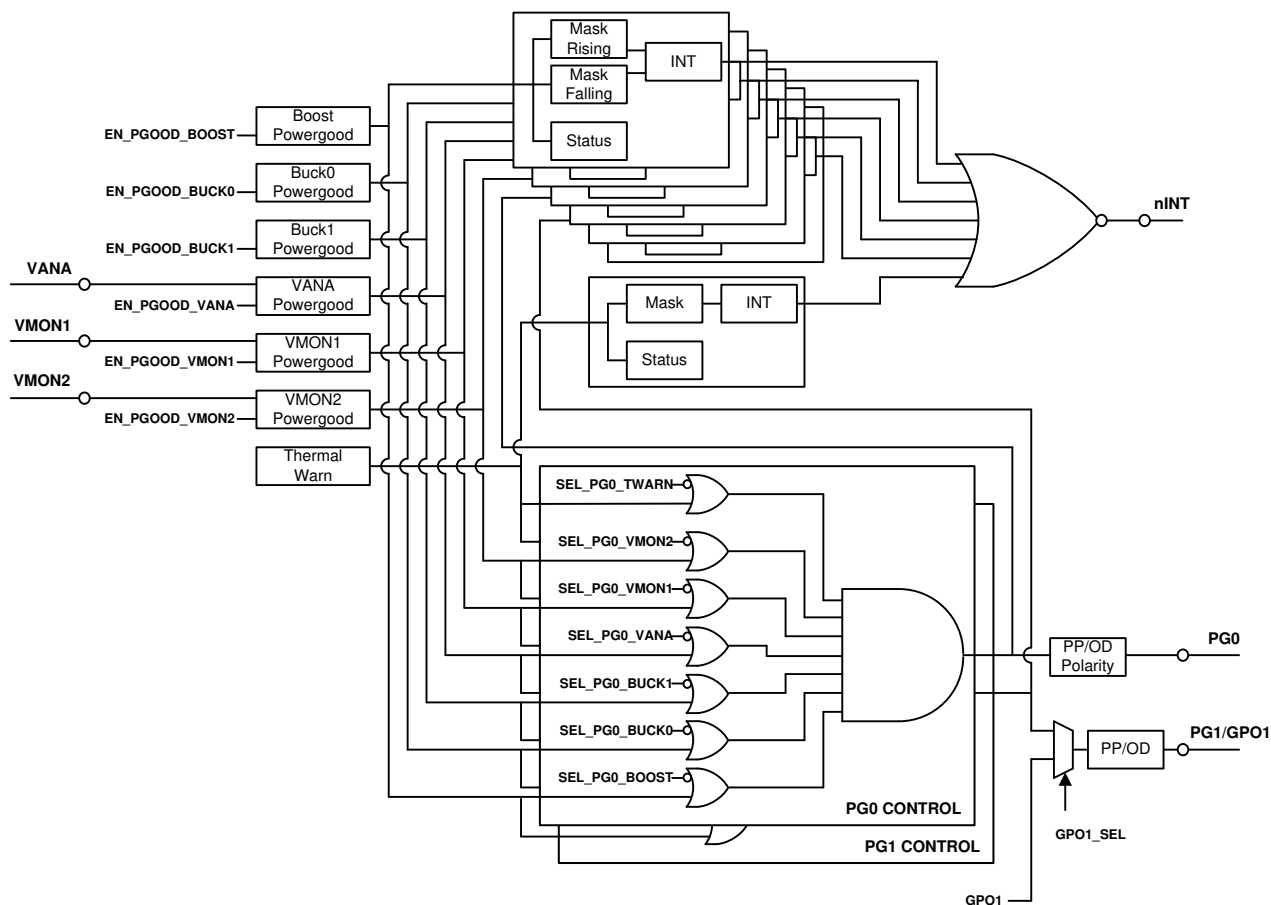 Mask
Rising
INT
Mask
Falling
Status
Boost
Powergood
EN_PGOOD_BOOST
Buck0
Powergood
EN_PGOOD_BUCK0
Buck1
Powergood
EN_PGOOD_BUCK1
nINT
VANA
VANA
Powergood
EN_PGOOD_VANA
Mask
INT
Status
VMON1
VMON1
Powergood
EN_PGOOD_VMON1
VMON2
VMON2
Powergood
EN_PGOOD_VMON2
Thermal
Warn
SEL_PG0_TWARN
SEL_PG0_VMON2
SEL_PG0_VMON1
SEL_PG0_VANA
SEL_PG0_BUCK1
SEL_PG0_BUCK0
SEL_PG0_BOOST
PP/OD
Polarity
PG0
PP/OD
PG1/GPO1
PG0 CONTROL
PG1 CONTROL
GPO1_SEL
GPO1